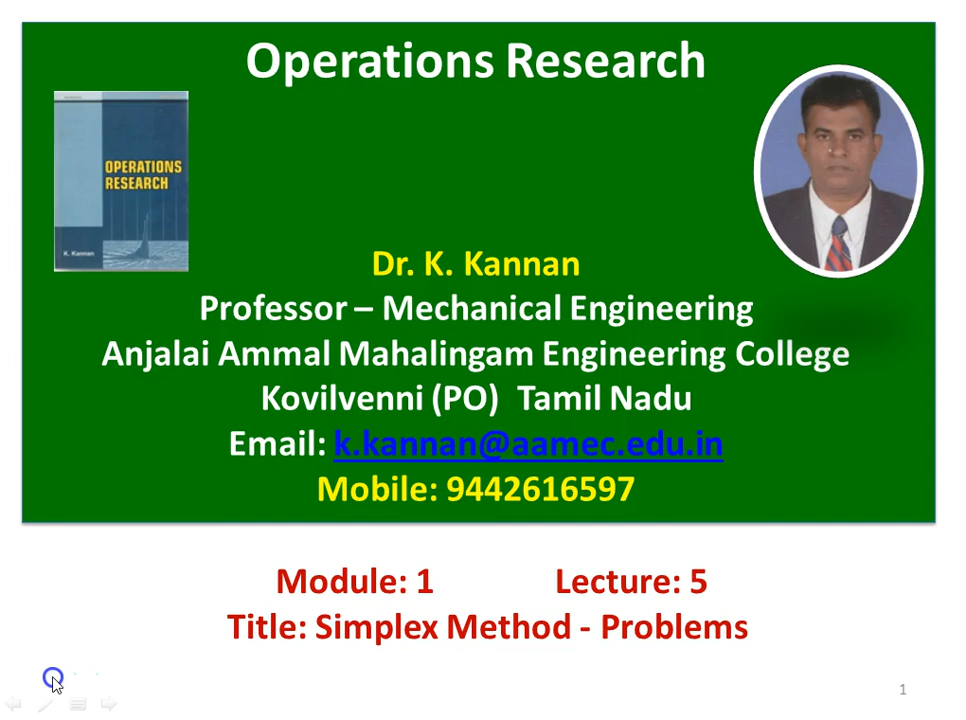 Operations Research
OPERATIONS
RESEARCH
K. Kannan
Dr. K. Kannan
Professor – Mechanical Engineering
Anjalai Ammal Mahalingam Engineering College
Kovilvenni (PO) Tamil Nadu
Email: k.kannan@aamec.edu.in
Mobile: 9442616597
Module: 1 Lecture: 5
Title: Simplex Method - Problems
1